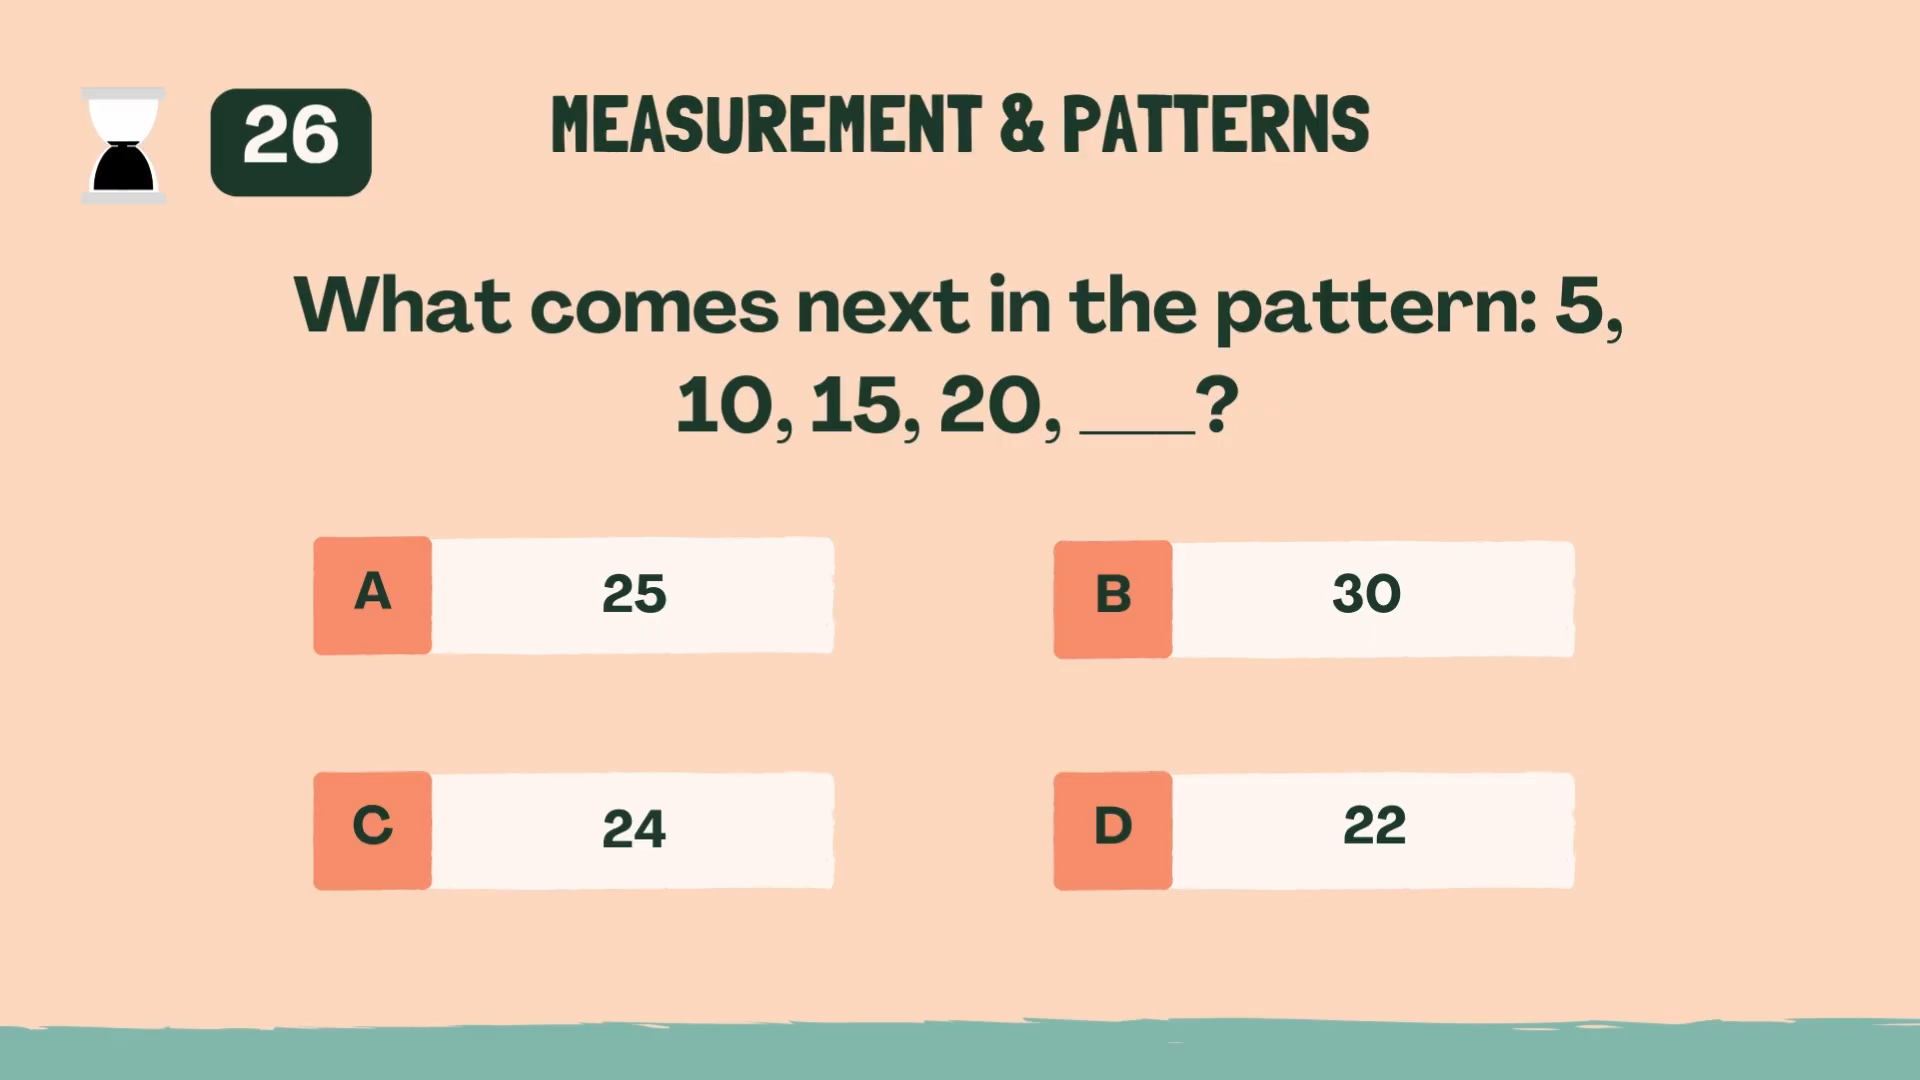 26
MEASUREMENT & PATTERNS
What comes next in the pattern: 5,
10, 15, 20, ___?
A 25
B 30
C 24
D 22